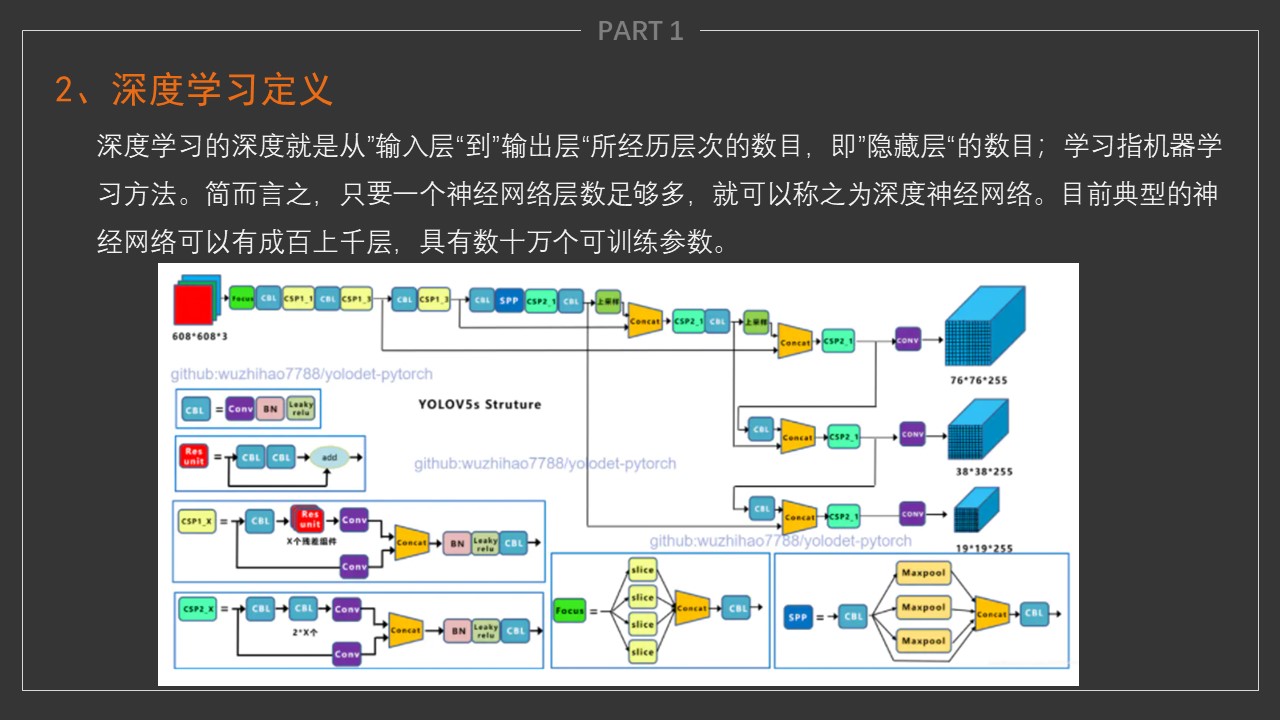 PART 1
2、深度学习定义
深度学习的深度就是从”输入层“到”输出层“所经历层次的数目，即”隐藏层“的数目；学习指机器学
习方法。简而言之，只要一个神经网络层数足够多，就可以称之为深度神经网络。目前典型的神
经网络可以有成百上千层，具有数十万个可训练参数。
Focus CBL CSP1_1 CBL CSP1_3 CBL CSP1_3 CBL SPP CSP2_1 CBL 上采样
Concat CSP2_1 CBL 上采样
Concat CSP2_1 CONV
608*608*3
76*76*255
github:wuzhihao7788/yolodet-pytorch
YOLOV5s Struture
CBL = Conv BN Leaky relu
CBL Concat CSP2_1 CONV
38*38*255
Res unit = CBL CBL add
github:wuzhihao7788/yolodet-pytorch
CBL Concat CSP2_1 CONV
19*19*255
github:wuzhihao7788/yolodet-pytorch
CSP1_X = CBL Res unit Conv
X个残差组件
Concat BN Leaky relu CBL
Conv
CSP2_X = CBL CBL Conv
2*X个
Concat BN Leaky relu CBL
Conv
Focus = slice
slice
slice
slice
Concat CBL
SPP = CBL Maxpool
Maxpool
Maxpool
Concat CBL